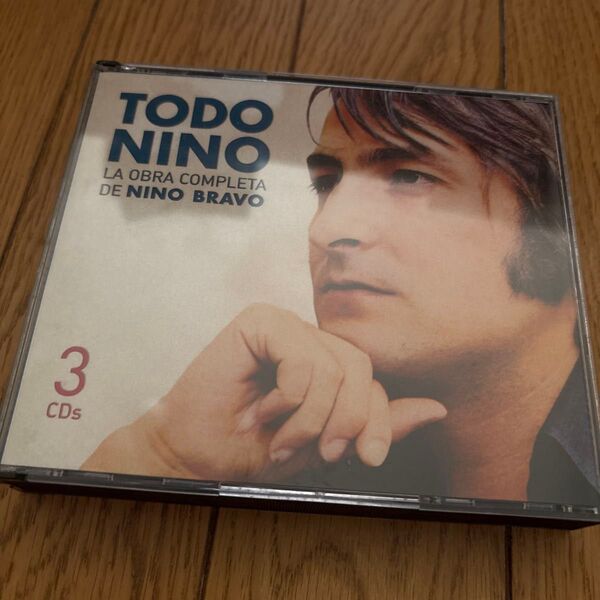 TODO
NINO
LA OBRA COMPLETA
DE NINO BRAVO
3
CDs